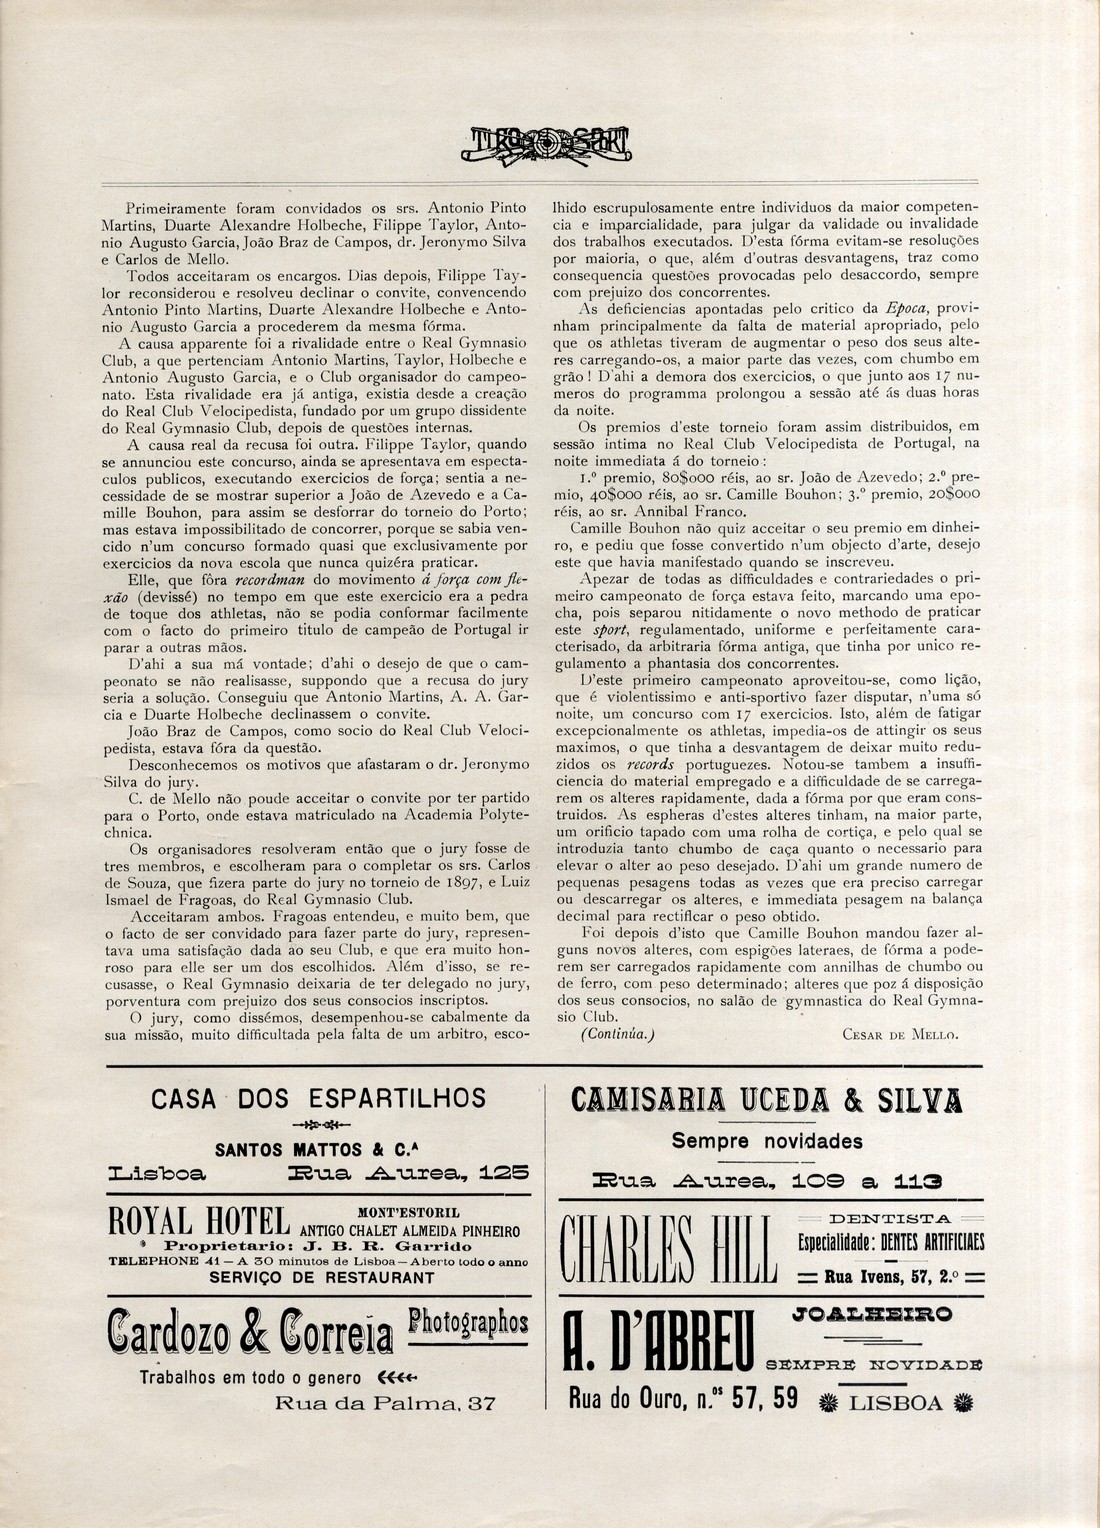 TIRO E SPORT
Primeiramente foram convidados os srs. Antonio Pinto
Martins, Duarte Alexandre Holbeche, Filippe Taylor, Anto-
nio Augusto Garcia, João Braz de Campos, dr. Jeronymo Silva
e Carlos de Mello.
Todos acceitaram os encargos. Dias depois, Filippe Tay-
lor reconsiderou e resolveu declinar o convite, convencendo
Antonio Pinto Martins, Duarte Alexandre Holbeche e Anto-
nio Augusto Garcia a procederem da mesma fórma.
A causa apparente foi a rivalidade entre o Real Gymnasio
Club, a que pertenciam Antonio Martins, Taylor, Holbeche e
Antonio Augusto Garcia, e o Club organisador do campeo-
nato. Esta rivalidade era já antiga, existia desde a creação
do Real Club Velocipedista, fundado por um grupo dissidente
do Real Gymnasio Club, depois de questões internas.
A causa real da recusa foi outra. Filippe Taylor, quando
se annunciou este concurso, ainda se apresentava em especta-
culos publicos, executando exercicios de força; sentia a ne-
cessidade de se mostrar superior a João de Azevedo e a Ca-
mille Bouhon, para assim se desforrar do torneio do Porto;
mas estava impossibilitado de concorrer, porque se sabia ven-
cido n'um concurso formado quasi que exclusivamente por
exercicios da nova escola que nunca quizéra praticar.
Elle, que fôra recordman do movimento á força com fle-
xão (devissé) no tempo em que este exercicio era a pedra
de toque dos athletas, não se podia conformar facilmente
com o facto do primeiro titulo de campeão de Portugal ir
parar a outras mãos.
D'ahi a sua má vontade; d'ahi o desejo de que o cam-
peonato se não realisasse, suppondo que a recusa do jury
seria a solução. Conseguiu que Antonio Martins, A. A. Gar-
cia e Duarte Holbeche declinassem o convite.
João Braz de Campos, como socio do Real Club Veloci-
pedista, estava fóra da questão.
Desconhecemos os motivos que afastaram o dr. Jeronymo
Silva do jury.
C. de Mello não poude acceitar o convite por ter partido
para o Porto, onde estava matriculado na Academia Polyte-
chnica.
Os organisadores resolveram então que o jury fosse de
tres membros, e escolheram para o completar os srs. Carlos
de Souza, que fizera parte do jury no torneio de 1897, e Luiz
Ismael de Fragoas, do Real Gymnasio Club.
Acceitaram ambos. Fragoas entendeu, e muito bem, que
o facto de ser convidado para fazer parte do jury, represen-
tava uma satisfação dada ao seu Club, e que era muito hon-
roso para elle ser um dos escolhidos. Além d'isso, se re-
cusasse, o Real Gymnasio deixaria de ter delegado no jury,
porventura com prejuizo dos seus consocios inscriptos.
O jury, como dissémos, desempenhou-se cabalmente da
sua missão, muito difficultada pela falta de um arbitro, esco-
lhido escrupulosamente entre individuos da maior competen-
cia e imparcialidade, para julgar da validade ou invalidade
dos trabalhos executados. D'esta fórma evitam-se resoluções
por maioria, o que, além d'outras desvantagens, traz como
consequencia questões provocadas pelo desaccordo, sempre
com prejuizo dos concorrentes.
As deficiencias apontadas pelo critico da Epoca, provi-
nham principalmente da falta de material apropriado, pelo
que os athletas tiveram de augmentar o peso dos seus alte-
res carregando-os, a maior parte das vezes, com chumbo em
grão! D'ahi a demora dos exercicios, o que junto aos 17 nu-
meros do programma prolongou a sessão até ás duas horas
da noite.
Os premios d'este torneio foram assim distribuidos, em
sessão intima no Real Club Velocipedista de Portugal, na
noite immediata á do torneio:
1.º premio, 80$000 réis, ao sr. João de Azevedo; 2.º pre-
mio, 40$000 réis, ao sr. Camille Bouhon; 3.º premio, 20$000
réis, ao sr. Annibal Franco.
Camille Bouhon não quiz acceitar o seu premio em dinhei-
ro, e pediu que fosse convertido n'um objecto d'arte, desejo
este que havia manifestado quando se inscreveu.
Apezar de todas as difficuldades e contrariedades o pri-
meiro campeonato de força estava feito, marcando uma epo-
cha, pois separou nitidamente o novo methodo de praticar
este sport, regulamentado, uniforme e perfeitamente cara-
cterisado, da arbitraria fórma antiga, que tinha por unico re-
gulamento a phantasia dos concorrentes.
D'este primeiro campeonato aproveitou-se, como lição,
que é violentissimo e anti-sportivo fazer disputar, n'uma só
noite, um concurso com 17 exercicios. Isto, além de fatigar
excepcionalmente os athletas, impedia-os de attingir os seus
maximos, o que tinha a desvantagem de deixar muito redu-
zidos os records portuguezes. Notou-se tambem a insuffi-
ciencia do material empregado e a difficuldade de se carrega-
rem os alteres rapidamente, dada a fórma por que eram cons-
truidos. As espheras d'estes alteres tinham, na maior parte,
um orificio tapado com uma rolha de cortiça, e pelo qual se
introduzia tanto chumbo de caça quanto o necessario para
elevar o alter ao peso desejado. D'ahi um grande numero de
pequenas pesagens todas as vezes que era preciso carregar
ou descarregar os alteres, e immediata pesagem na balança
decimal para rectificar o peso obtido.
Foi depois d'isto que Camille Bouhon mandou fazer al-
guns novos alteres, com espigões lateraes, de fórma a pode-
rem ser carregados rapidamente com annilhas de chumbo ou
de ferro, com peso determinado; alteres que poz á disposição
dos seus consocios, no salão de gymnastica do Real Gymna-
sio Club.
(Continúa.) CESAR DE MELLO.
CASA DOS ESPARTILHOS
SANTOS MATTOS & C.ᴬ
Lisboa Rua Aurea, 125
ROYAL HOTEL
MONT'ESTORIL
ANTIGO CHALET ALMEIDA PINHEIRO
* Proprietario: J. B. R. Garrido
TELEPHONE 41 — A 30 minutos de Lisboa — Aberto todo o anno
SERVIÇO DE RESTAURANT
Cardozo & Correia Photographos
Trabalhos em todo o genero
Rua da Palma, 37
CAMISARIA UCEDA & SILVA
Sempre novidades
Rua Aurea, 109 a 113
CHARLES HILL
DENTISTA
Especialidade: DENTES ARTIFICIAES
Rua Ivens, 57, 2.º
A. D'ABREU
JOALHEIRO
SEMPRE NOVIDADE
Rua do Ouro, n.ᵒˢ 57, 59
LISBOA